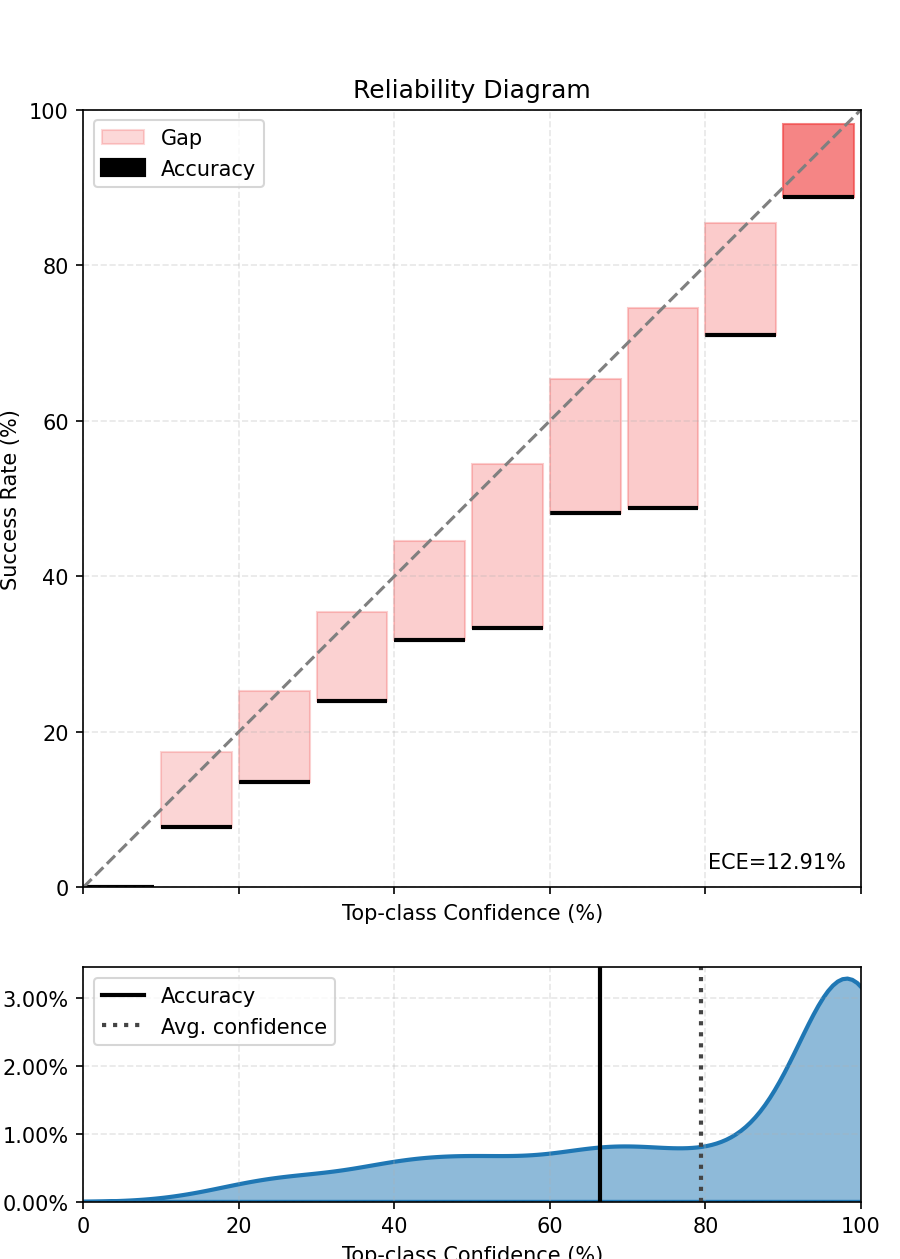 Reliability Diagram
100
Gap
Accuracy
80
60
Success Rate (%)
40
20
ECE=12.91%
0
Top-class Confidence (%)
Accuracy
3.00%
Avg. confidence
2.00%
1.00%
0.00%
0 20 40 60 80 100
Top-class Confidence (%)